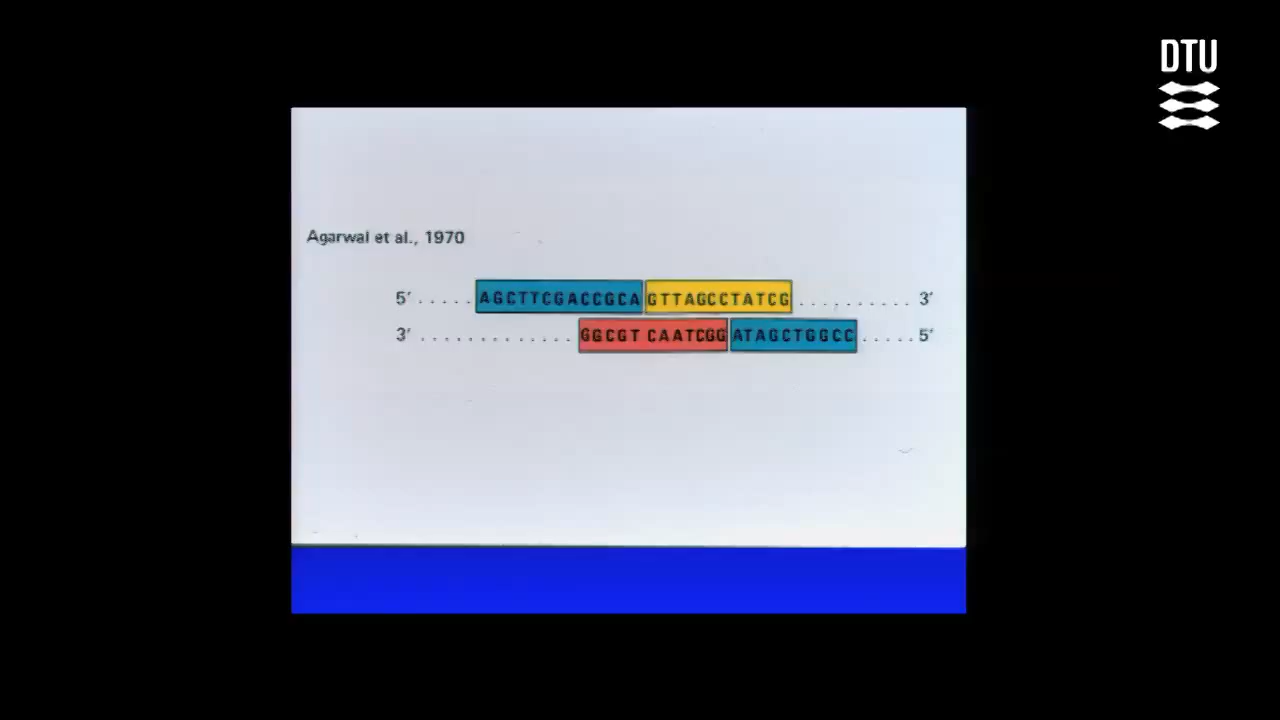 DTU
Agarwal et al., 1970
5′ ..... AGCTTCGACCGCA GTTAGCCTATCG .......... 3′
3′ ............. GGCGT CAATCGG ATAGCTGGCC ..... 5′